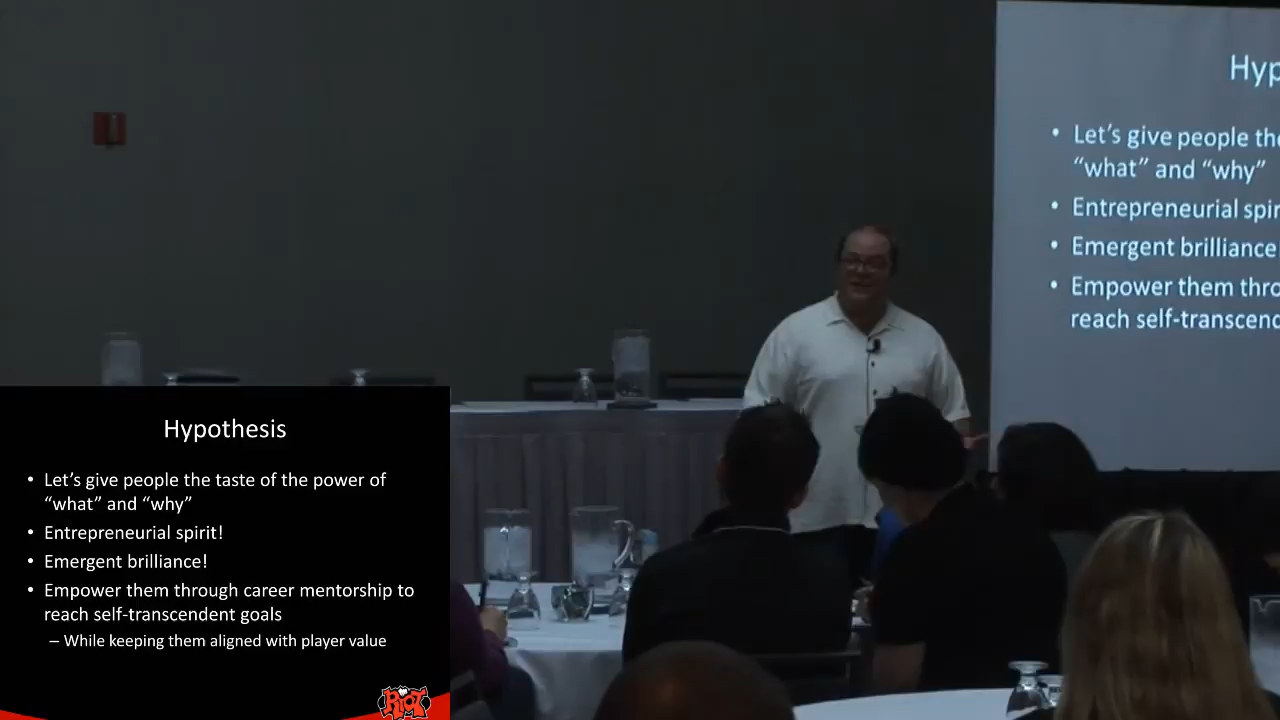 Hyp
• Let's give people the
"what" and "why"
• Entrepreneurial spir
• Emergent brilliance
• Empower them thro
reach self-transcend
Hypothesis
• Let's give people the taste of the power of
"what" and "why"
• Entrepreneurial spirit!
• Emergent brilliance!
• Empower them through career mentorship to
reach self-transcendent goals
– While keeping them aligned with player value
RIOT